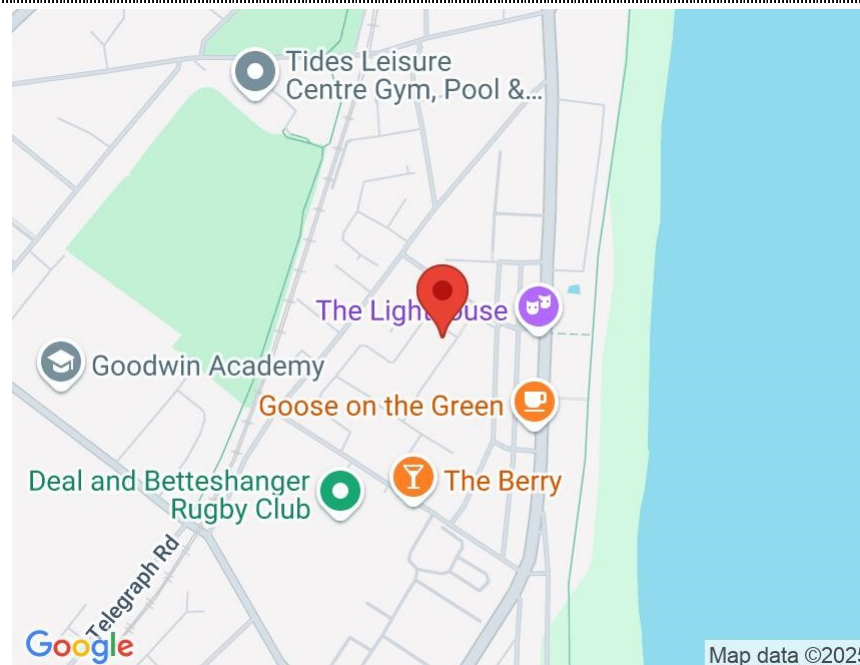 Tides Leisure
Centre Gym, Pool &...
The Lighthouse
Goodwin Academy
Goose on the Green
Deal and Betteshanger
Rugby Club
The Berry
Telegraph Rd
Google
Map data ©2025